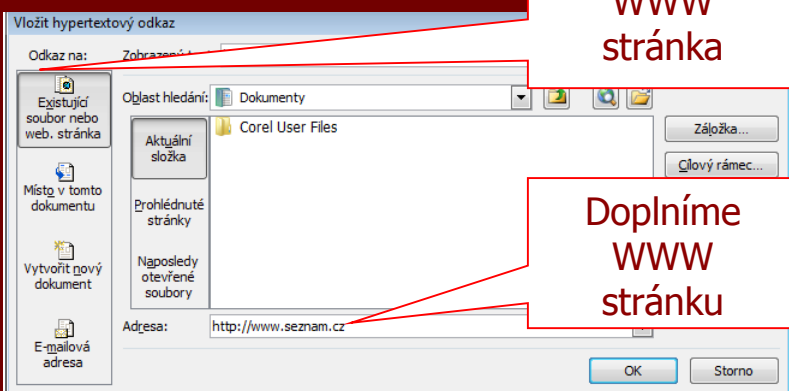 Vložit hypertextový odkaz
WWW
stránka
Odkaz na:
Existující
soubor nebo
web. stránka
Místo v tomto
dokumentu
Vytvořit nový
dokument
E-mailová
adresa
Oblast hledání:
Dokumenty
Aktuální
složka
Prohlédnuté
stránky
Naposledy
otevřené
soubory
Corel User Files
Záložka...
Cílový rámec...
Doplníme
WWW
stránku
Adresa:
http://www.seznam.cz
OK
Storno